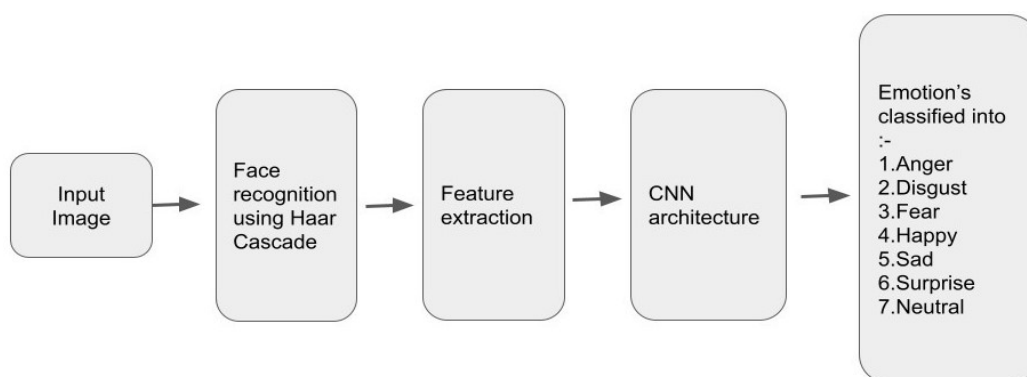 Input
Image
Face
recognition
using Haar
Cascade
Feature
extraction
CNN
architecture
Emotion's
classified into
:-
1.Anger
2.Disgust
3.Fear
4.Happy
5.Sad
6.Surprise
7.Neutral